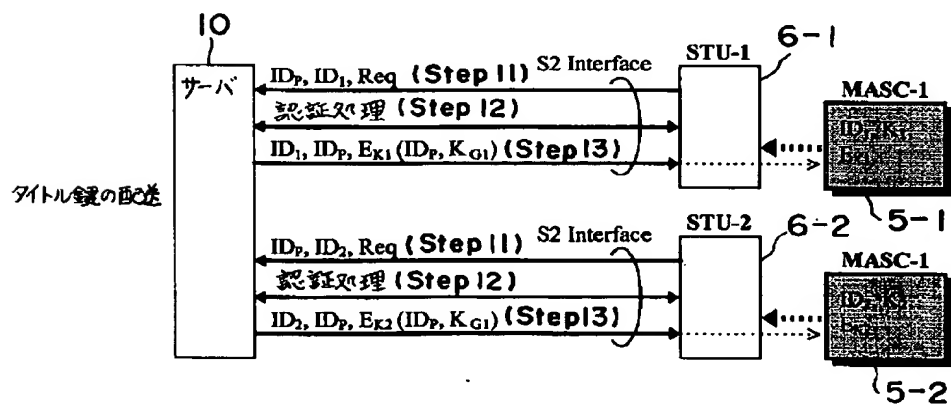 10
サーバ
タイトル鍵の配送
ID_P, ID_1, Req (Step 11)
S2 Interface
認証処理 (Step 12)
ID_1, ID_P, E_K1 (ID_P, K_G1) (Step 13)
STU-1
6-1
MASC-1
5-1
ID_P, ID_2, Req (Step 11)
S2 Interface
認証処理 (Step 12)
ID_2, ID_P, E_K2 (ID_P, K_G1) (Step 13)
STU-2
6-2
MASC-1
5-2